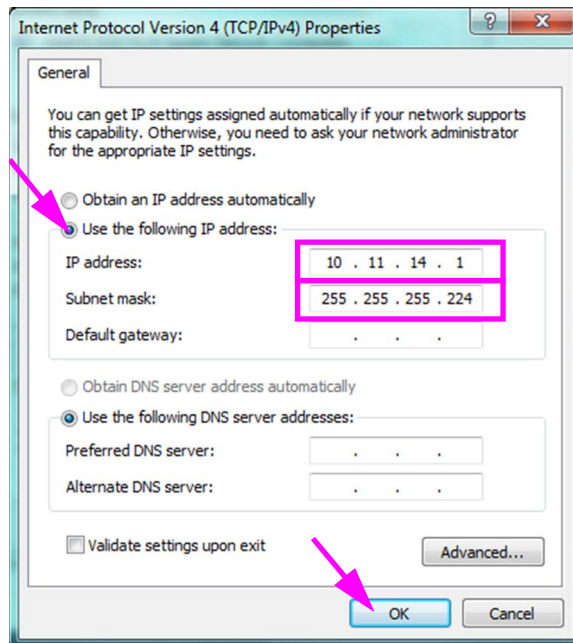 Internet Protocol Version 4 (TCP/IPv4) Properties
? X
General
You can get IP settings assigned automatically if your network supports
this capability. Otherwise, you need to ask your network administrator
for the appropriate IP settings.
Obtain an IP address automatically
Use the following IP address:
IP address: 10 . 11 . 14 . 1
Subnet mask: 255 . 255 . 255 . 224
Default gateway: . . .
Obtain DNS server address automatically
Use the following DNS server addresses:
Preferred DNS server: . . .
Alternate DNS server: . . .
Validate settings upon exit
Advanced...
OK Cancel